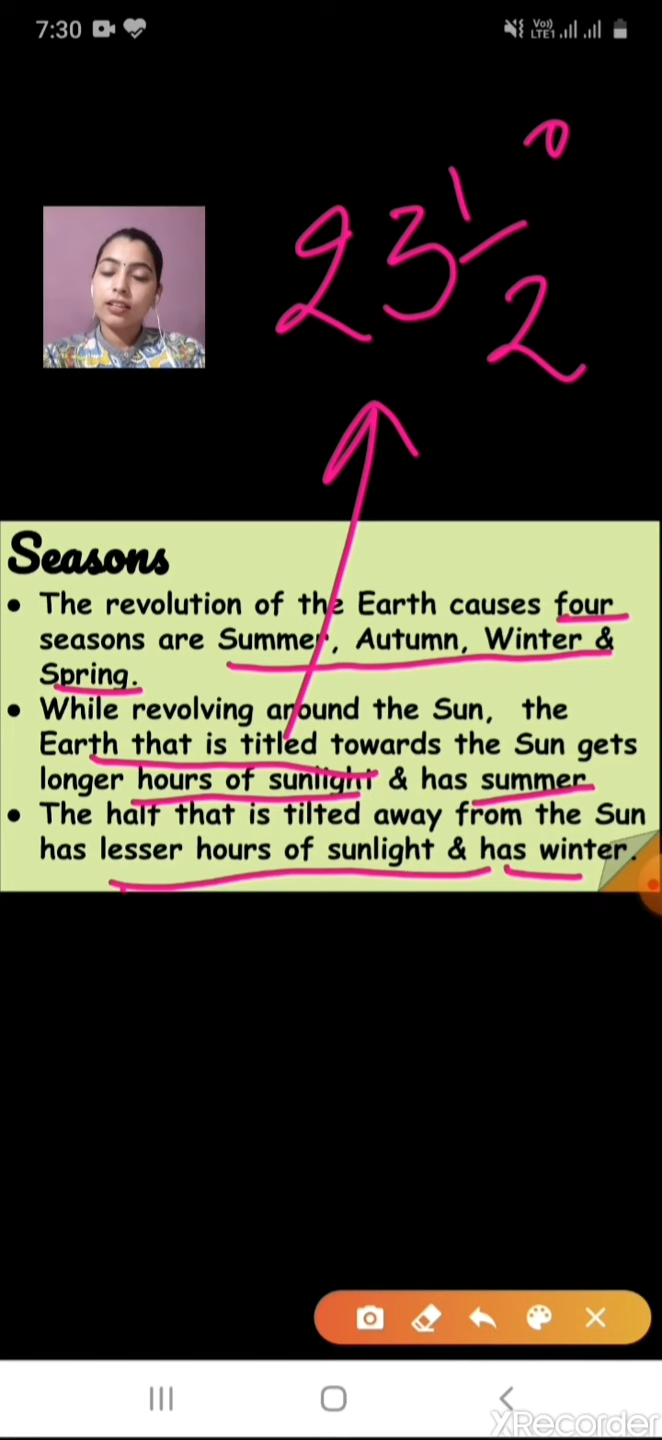 7:30
Vo))
LTE1
23 1/2 °
Seasons
• The revolution of the Earth causes four
seasons are Summer, Autumn, Winter &
Spring.
• While revolving around the Sun, the
Earth that is titled towards the Sun gets
longer hours of sunlight & has summer.
• The half that is tilted away from the Sun
has lesser hours of sunlight & has winter.
XRecorder